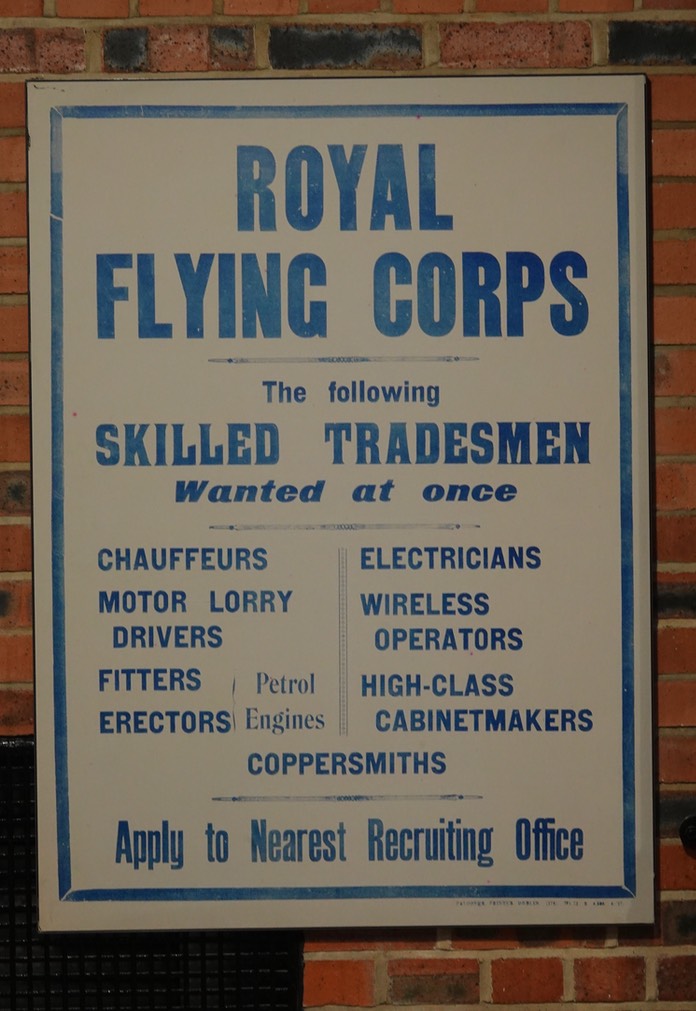 ROYAL
FLYING CORPS
The following
SKILLED TRADESMEN
Wanted at once
CHAUFFEURS
MOTOR LORRY
DRIVERS
FITTERS
ERECTORS
Petrol
Engines
ELECTRICIANS
WIRELESS
OPERATORS
HIGH-CLASS
CABINETMAKERS
COPPERSMITHS
Apply to Nearest Recruiting Office